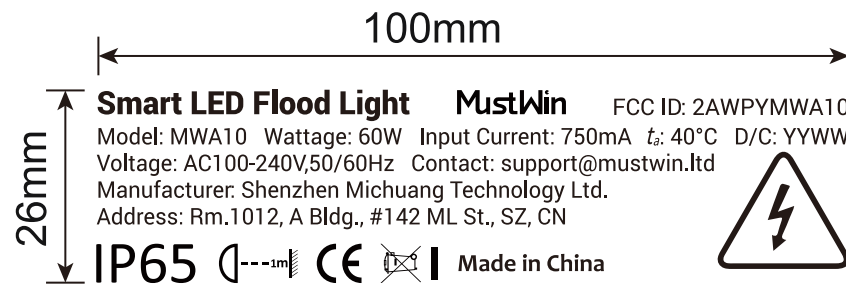 100mm
26mm
Smart LED Flood Light MustWin FCC ID: 2AWPYMWA10
Model: MWA10 Wattage: 60W Input Current: 750mA ta: 40°C D/C: YYWW
Voltage: AC100-240V,50/60Hz Contact: support@mustwin.ltd
Manufacturer: Shenzhen Michuang Technology Ltd.
Address: Rm.1012, A Bldg., #142 ML St., SZ, CN
IP65 1m CE Made in China